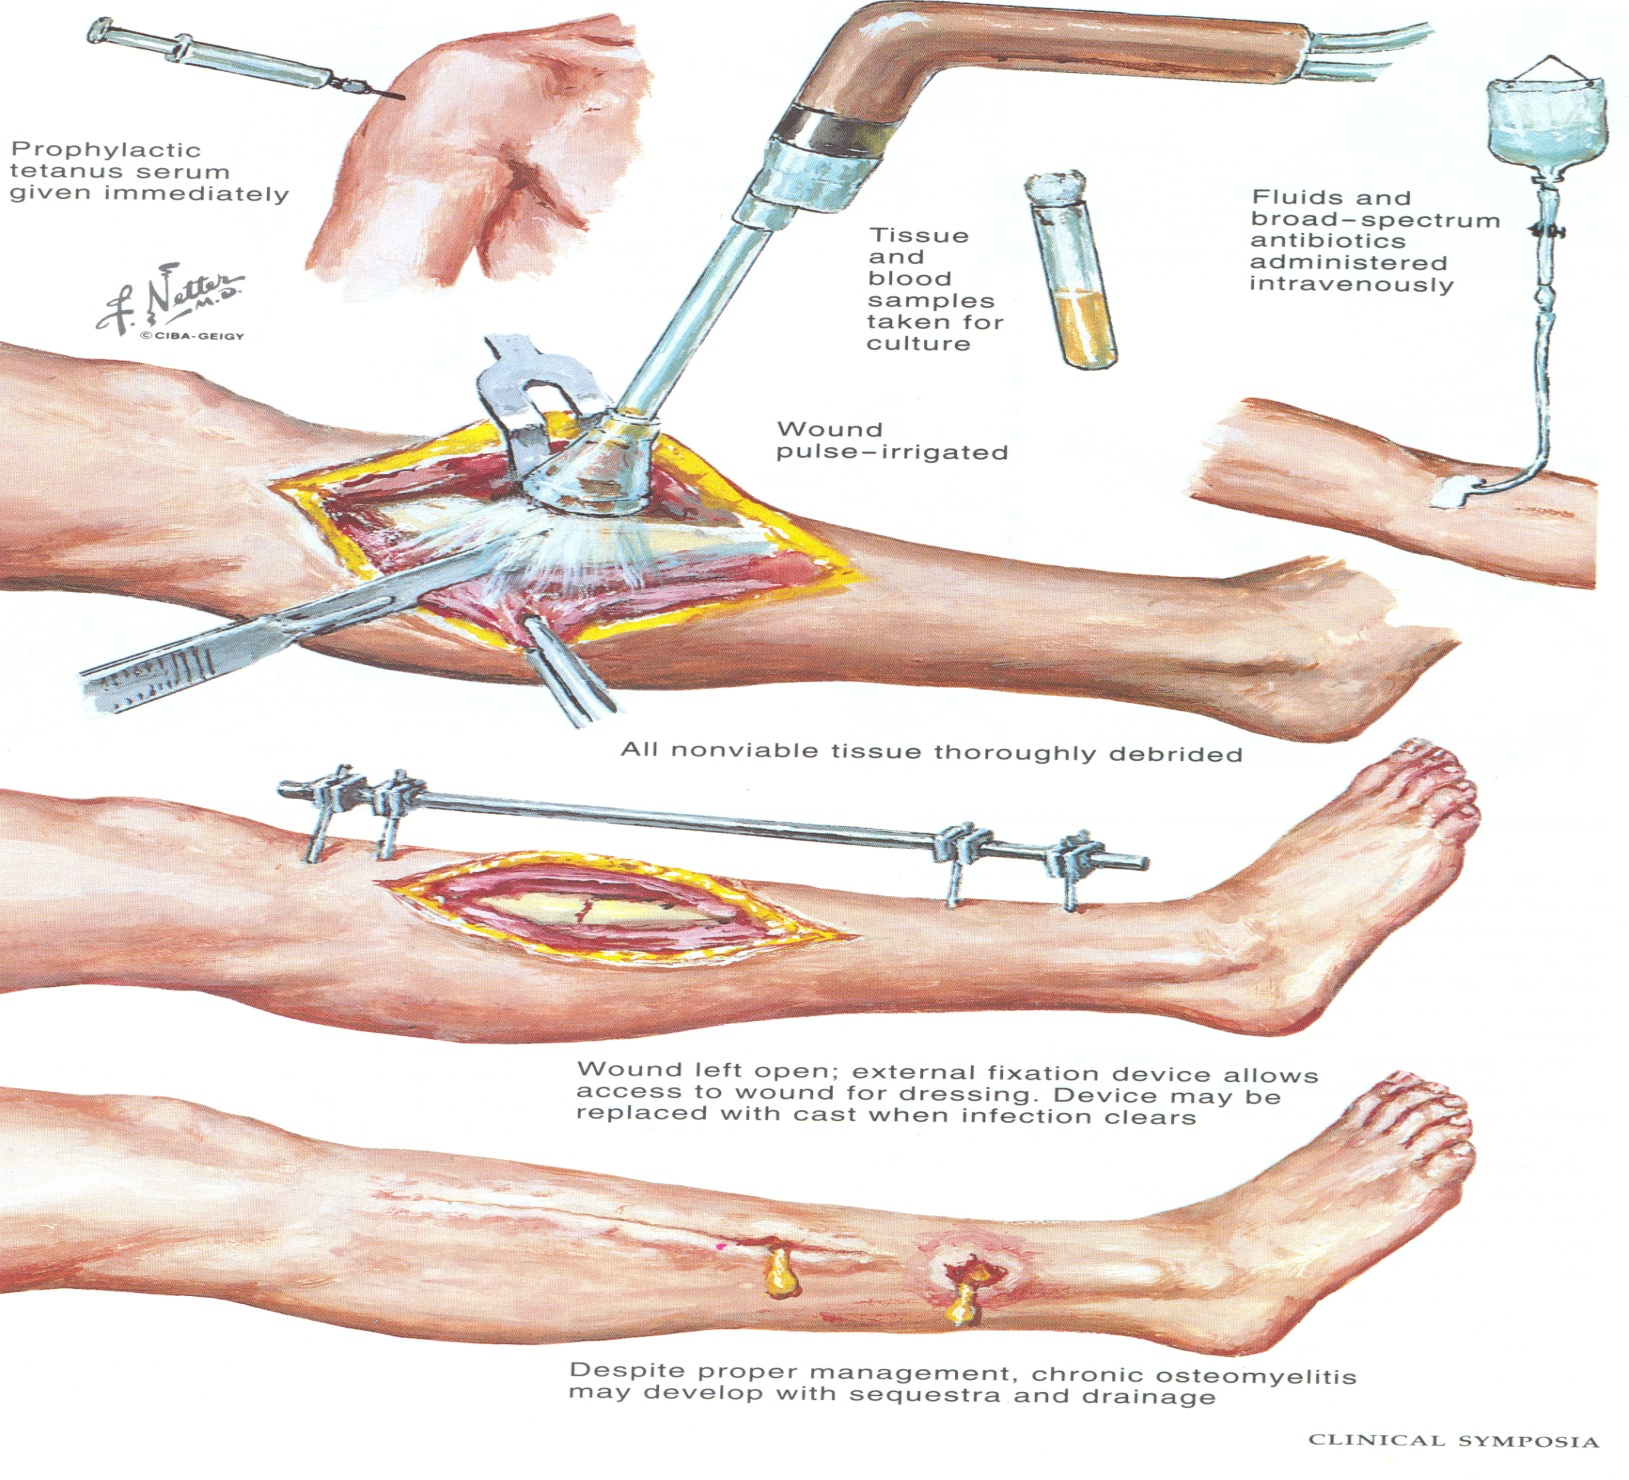 Prophylactic
tetanus serum
given immediately
F. Netter
M.D.
©CIBA-GEIGY
Tissue
and
blood
samples
taken for
culture
Fluids and
broad-spectrum
antibiotics
administered
intravenously
Wound
pulse-irrigated
All nonviable tissue thoroughly debrided
Wound left open; external fixation device allows
access to wound for dressing. Device may be
replaced with cast when infection clears
Despite proper management, chronic osteomyelitis
may develop with sequestra and drainage
CLINICAL SYMPOSIA